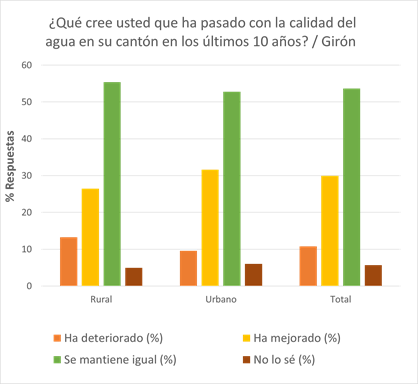 ¿Qué cree usted que ha pasado con la calidad del
agua en su cantón en los últimos 10 años? / Girón
60
50
40
30
20
10
0
% Respuestas
Rural
Urbano
Total
Ha deteriorado (%)
Ha mejorado (%)
Se mantiene igual (%)
No lo sé (%)